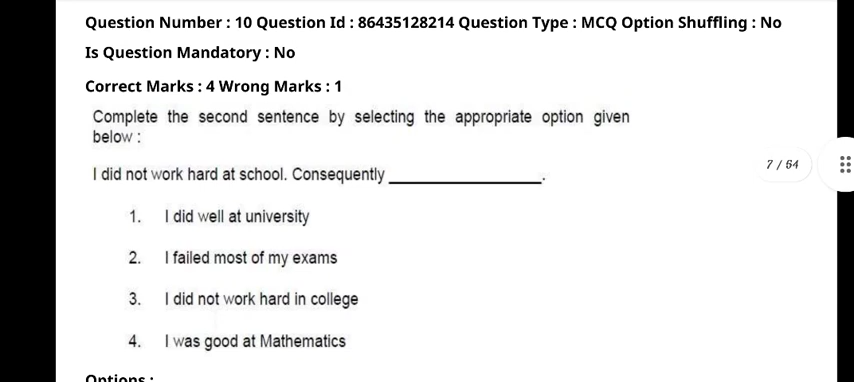 Question Number : 10 Question Id : 86435128214 Question Type : MCQ Option Shuffling : No
Is Question Mandatory : No
Correct Marks : 4 Wrong Marks : 1
Complete the second sentence by selecting the appropriate option given
below :
7 / 64
I did not work hard at school. Consequently ________________.
1. I did well at university
2. I failed most of my exams
3. I did not work hard in college
4. I was good at Mathematics
Options :